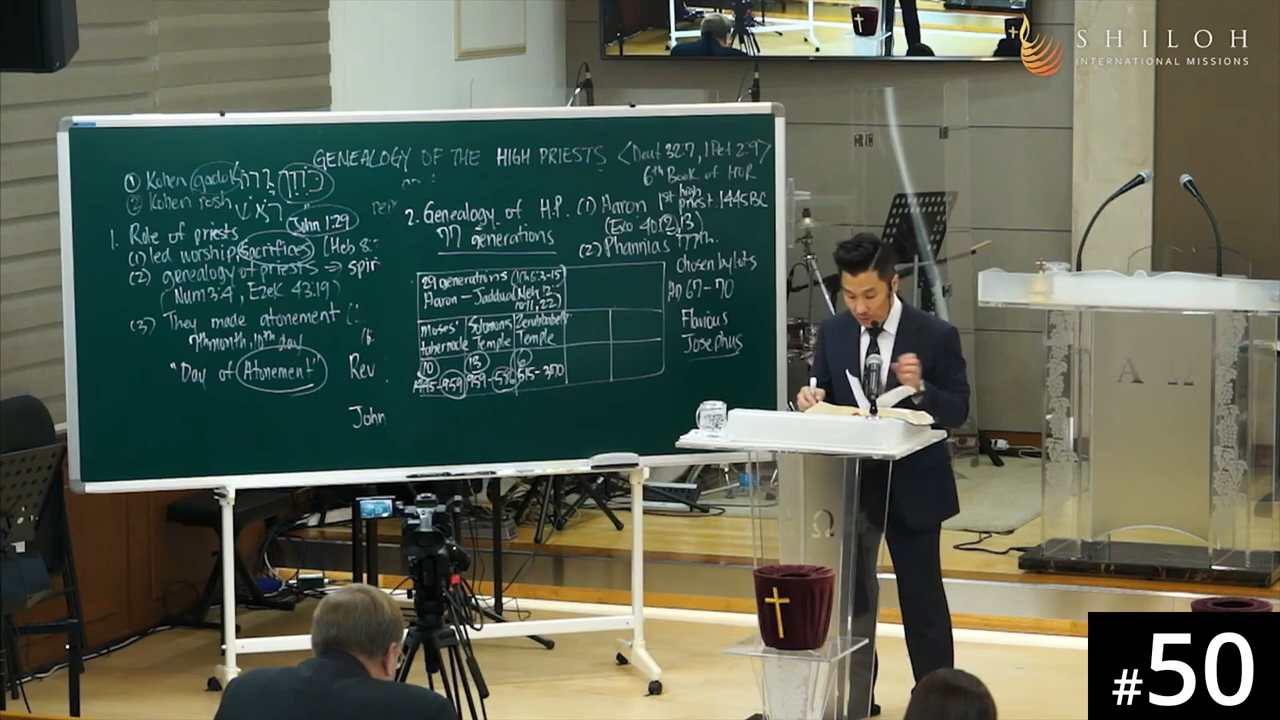 SHILOH
INTERNATIONAL MISSIONS
GENEALOGY OF THE HIGH PRIESTS <Deut 32:7, 1 Pet 2:9>
6th Book of HOR
① Kohen gadol
② Kohen rosh
John 1:29
1. Role of priests
(1) led worship Sacrifices (Heb 8:
(2) genealogy of priests ⇒ spir
(Num 3:4, Ezek 43:19)
(3) They made atonement
7th month, 10th day
"Day of Atonement"
Rev
John
2. Genealogy of H.P.
77 generations
(1) Aaron 1st high priest. 1445 BC
(Exo 40:12, 13)
(2) Phannias 77th.
chosen by lots
AD 67-70
Flavious
Josephus
29 generations
Aaron - Jaddua
Moses' tabernacle
Solomon's Temple
Zerubbabel's Temple
10
13
6
959-586
515-
Α Ω
Ω
#50